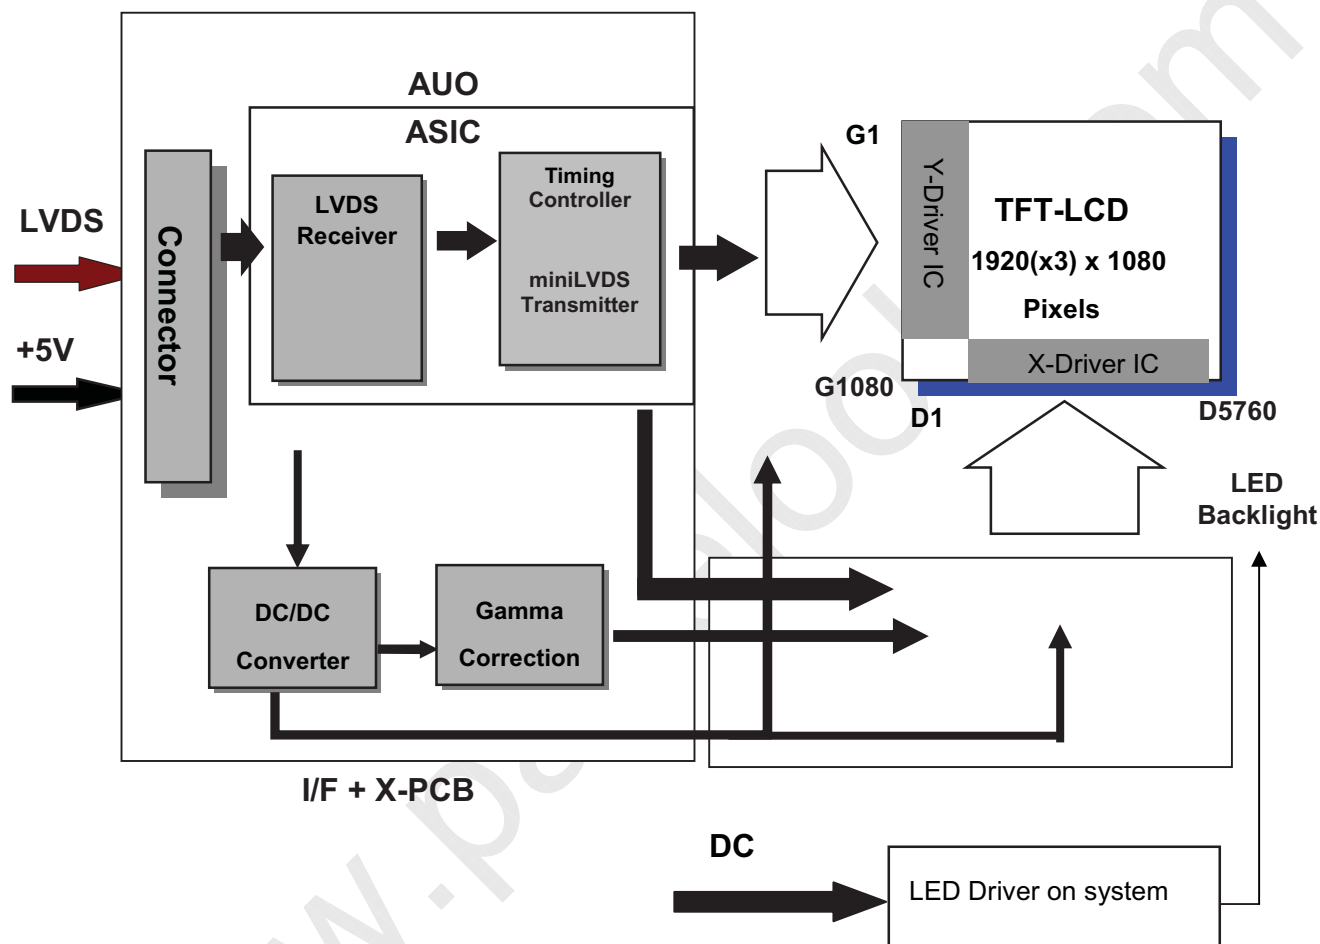 AUO
ASIC
LVDS
+5V
Connector
LVDS
Receiver
Timing
Controller
miniLVDS
Transmitter
G1
G1080
Y-Driver IC
TFT-LCD
1920(x3) x 1080
Pixels
X-Driver IC
D1
D5760
LED
Backlight
DC/DC
Converter
Gamma
Correction
I/F + X-PCB
DC
LED Driver on system